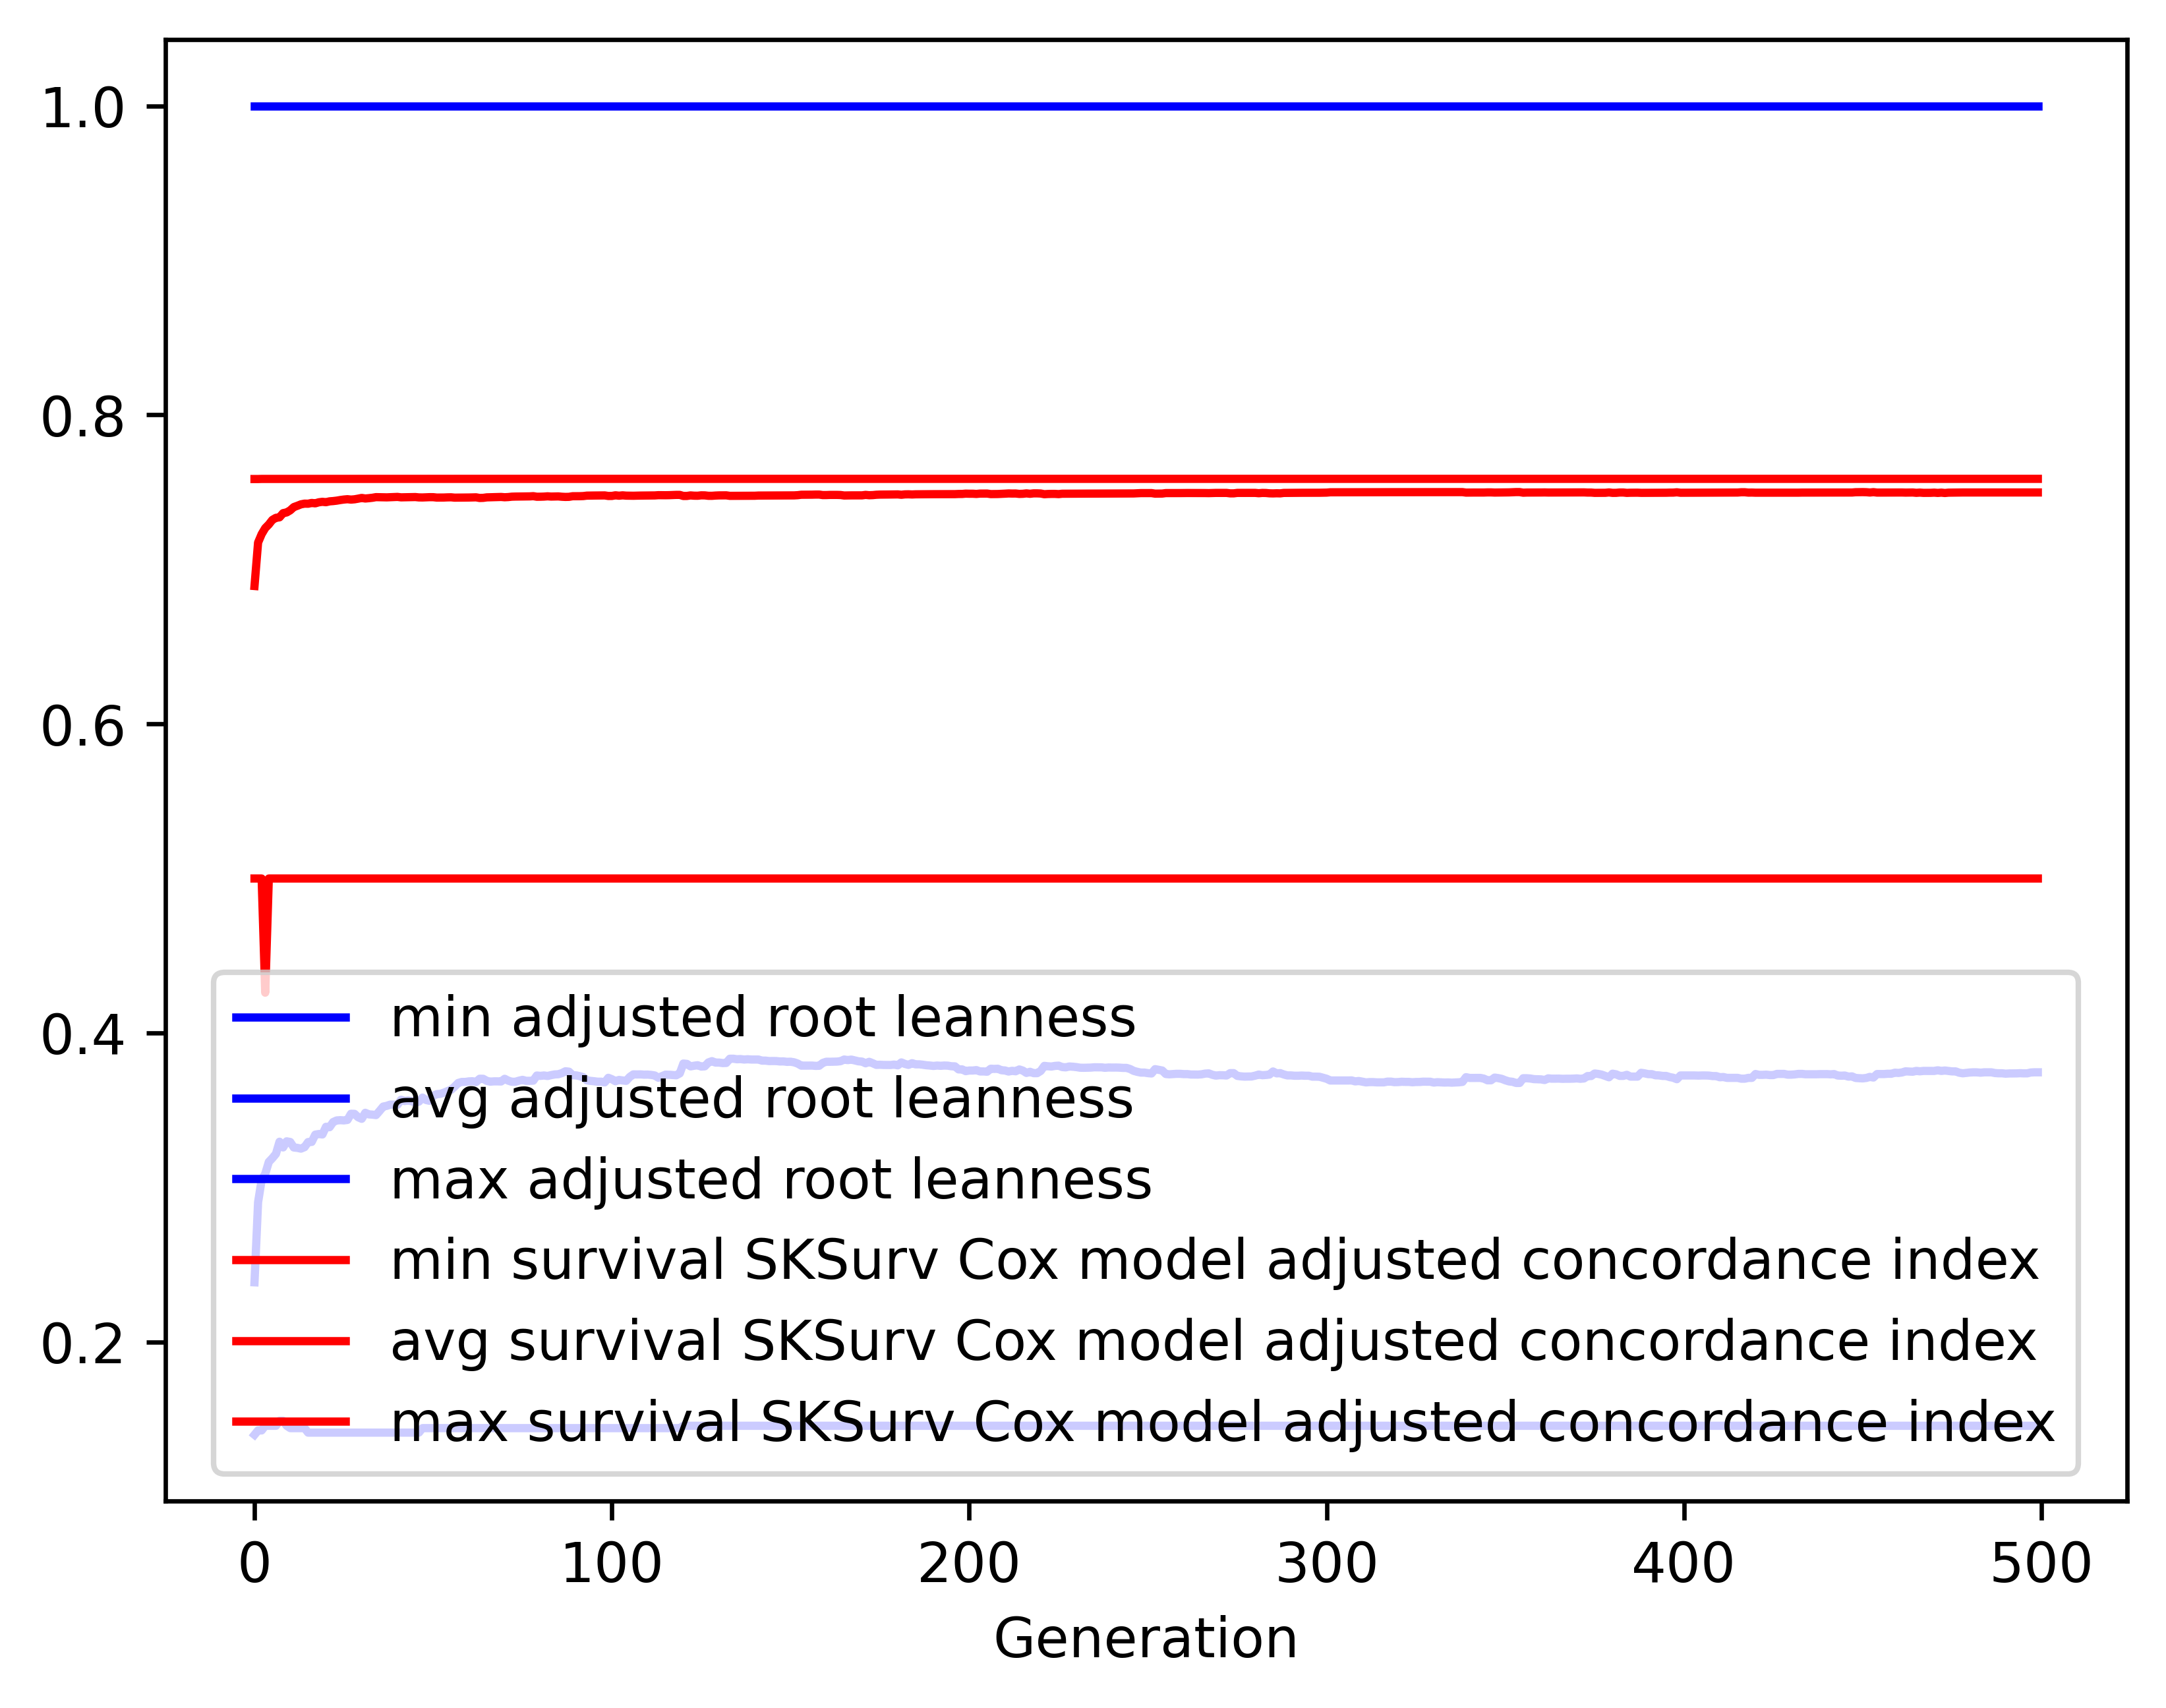 1.0
0.8
0.6
0.4
0.2
min adjusted root leanness
avg adjusted root leanness
max adjusted root leanness
min survival SKSurv Cox model adjusted concordance index
avg survival SKSurv Cox model adjusted concordance index
max survival SKSurv Cox model adjusted concordance index
0 100 200 300 400 500
Generation